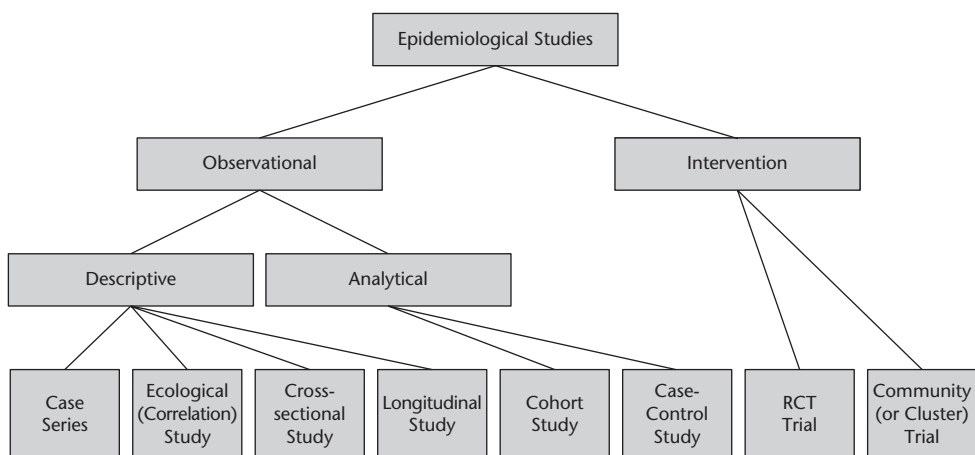 Epidemiological Studies
Observational
Intervention
Descriptive
Analytical
Case
Series
Ecological
(Correlation)
Study
Cross-
sectional
Study
Longitudinal
Study
Cohort
Study
Case-
Control
Study
RCT
Trial
Community
(or Cluster)
Trial